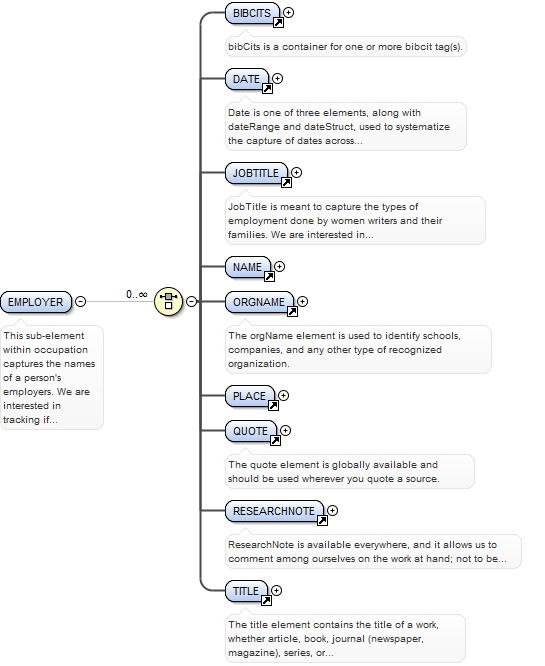 BIBCITS
bibCits is a container for one or more bibcit tag(s).
DATE
Date is one of three elements, along with
dateRange and dateStruct, used to systematize
the capture of dates across...
JOBTITLE
JobTitle is meant to capture the types of
employment done by women writers and their
families. We are interested in...
NAME
EMPLOYER
0..∞
ORGNAME
This sub-element
within occupation
captures the names
of a person's
employers. We are
interested in
tracking if...
The orgName element is used to identify schools,
companies, and any other type of recognized
organization.
PLACE
QUOTE
The quote element is globally available and
should be used wherever you quote a source.
RESEARCHNOTE
ResearchNote is available everywhere, and it allows us to
comment among ourselves on the work at hand; not to be...
TITLE
The title element contains the title of a work,
whether article, book, journal (newspaper,
magazine), series, or...